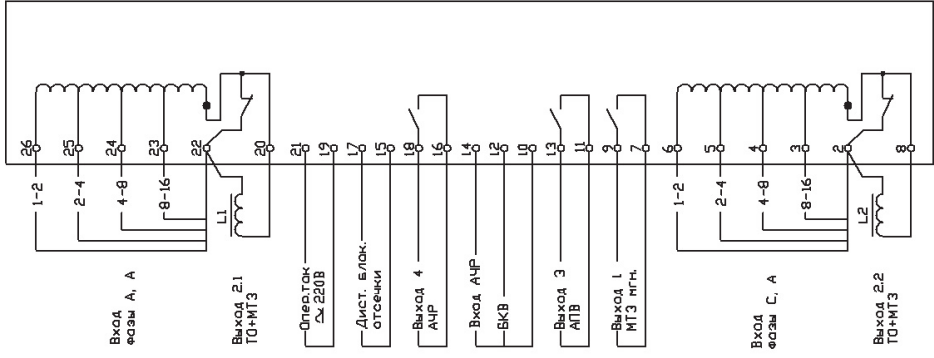 26
25
24
23
22
20
21
19
17
15
18
16
14
12
10
13
11
9
7
6
5
4
3
2
8
1-2
2-4
4-8
8-16
L1
1-2
2-4
4-8
8-16
L2
Вход
фазы А, А
Выход 2.1
ТО+МТЗ
Опер.ток
~ 220В
Дист. блок.
отсечки
Выход 4
АЧР
Вход АЧР
БКВ
Выход 3
АПВ
Выход 1
МТЗ мгн.
Вход
фазы С, А
Выход 2.2
ТО+МТЗ